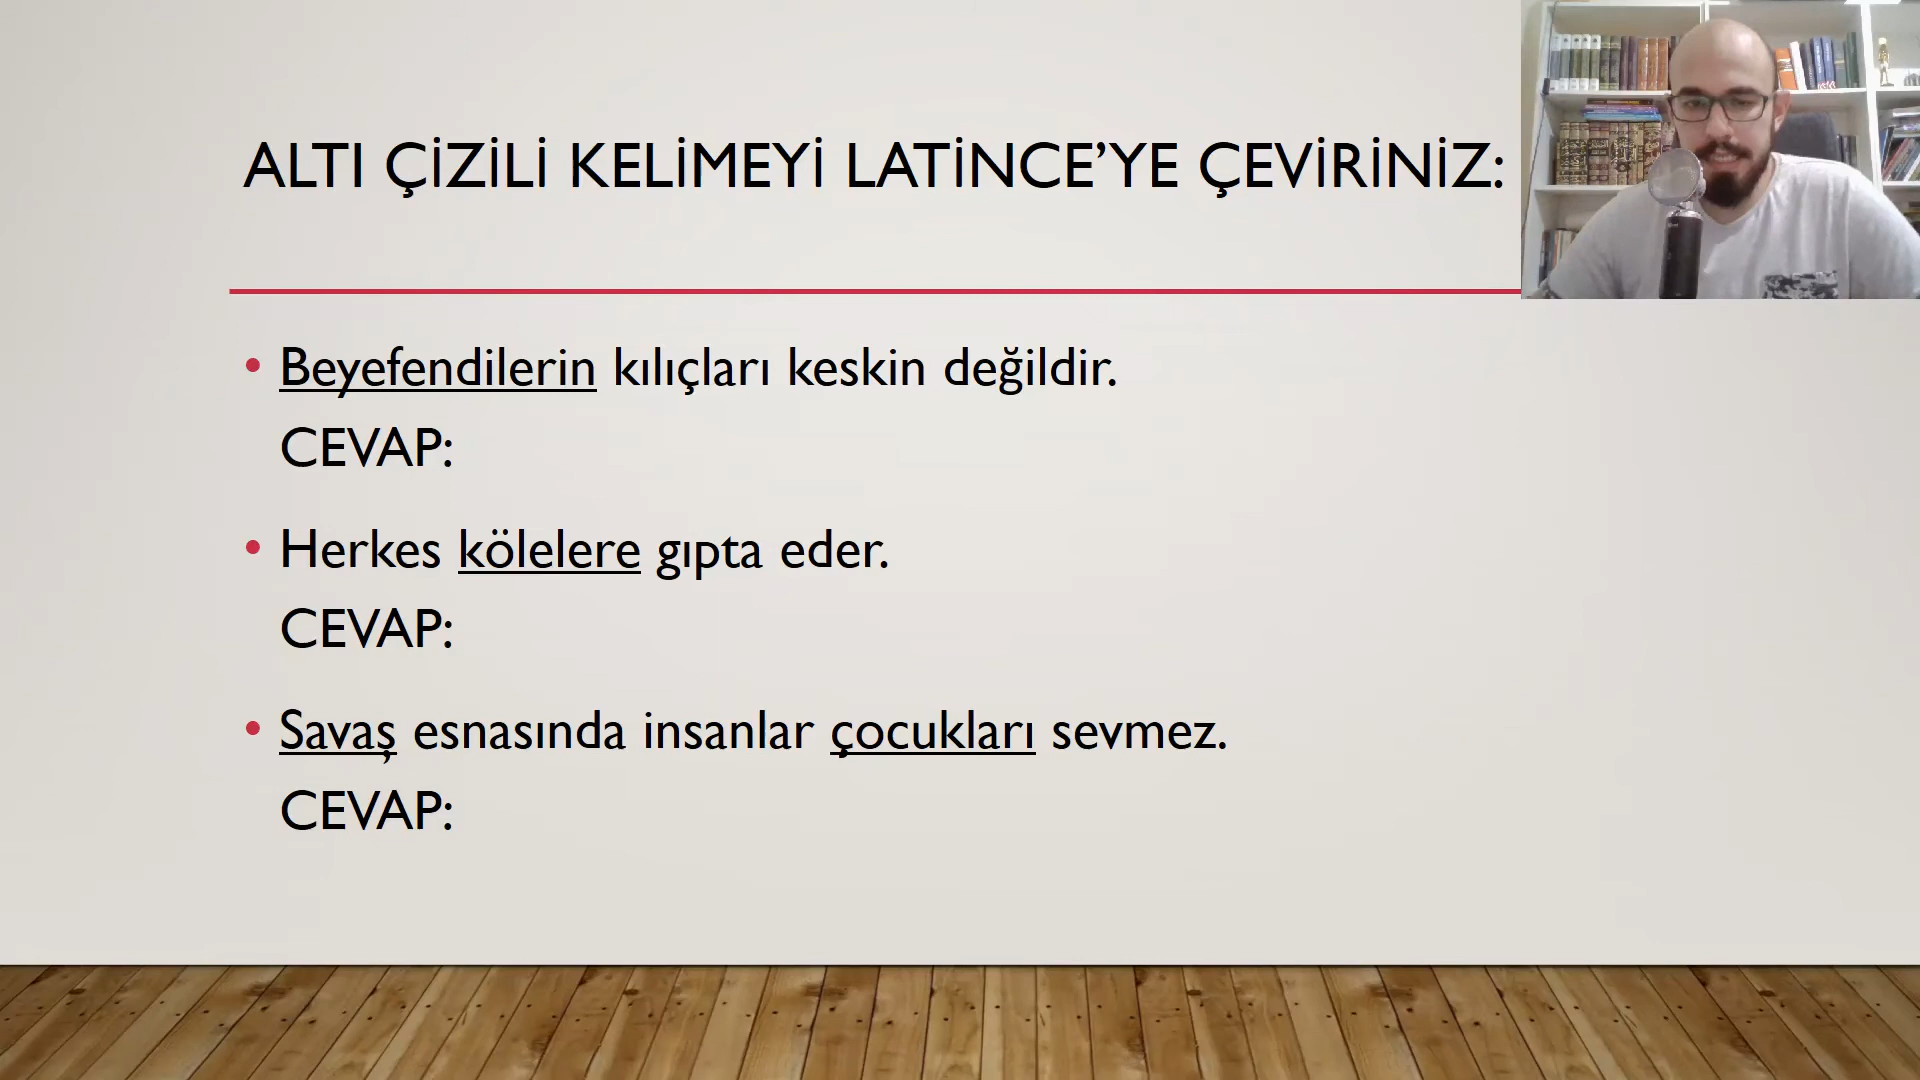 ALTI ÇİZİLİ KELİMEYİ LATİNCE’YE ÇEVİRİNİZ:
• Beyefendilerin kılıçları keskin değildir.
CEVAP:
• Herkes kölelere gıpta eder.
CEVAP:
• Savaş esnasında insanlar çocukları sevmez.
CEVAP: